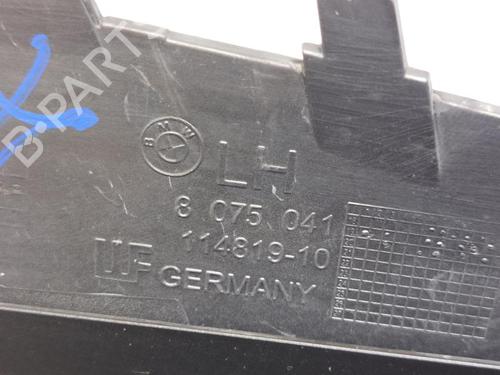 B-PART
BMW
LH
8 075 041
114819-10
GERMANY